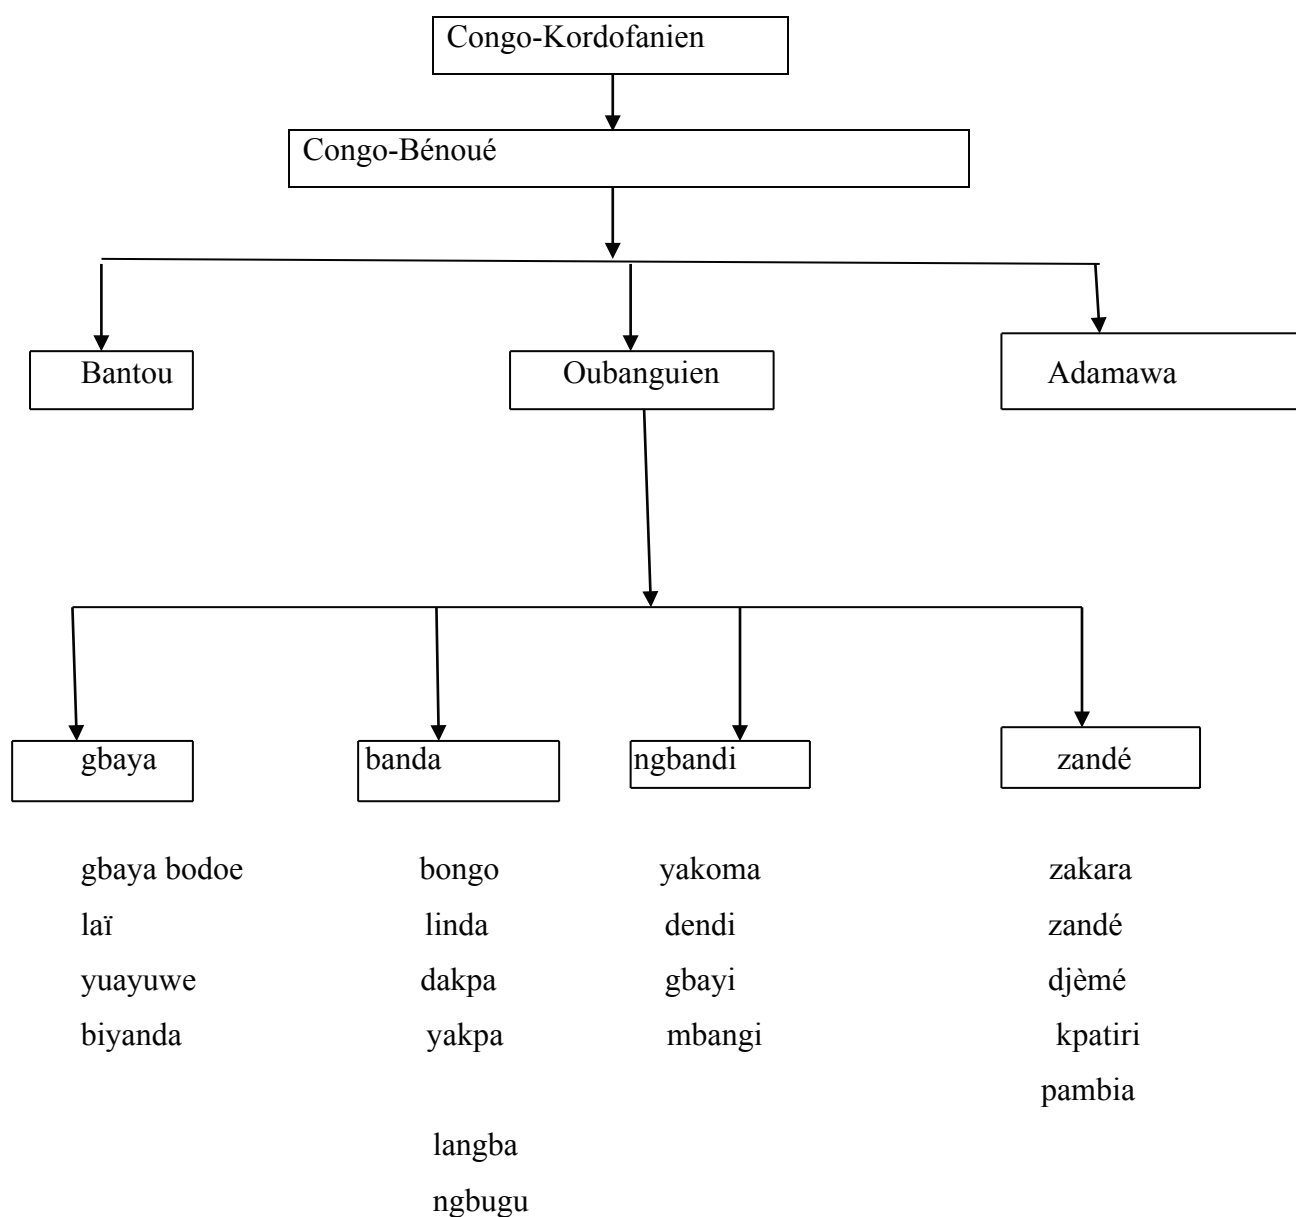 Congo-Kordofanien
Congo-Bénoué
Bantou Oubanguien Adamawa
gbaya banda ngbandi zandé
gbaya bodoe bongo yakoma zakara
laï linda dendi zandé
yuayuwe dakpa gbayi djèmé
biyanda yakpa mbangi kpatiri
pambia
langba
ngbugu